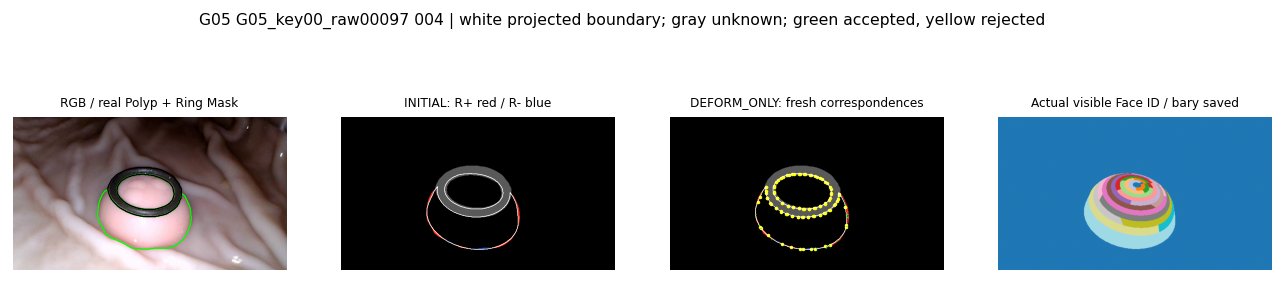 G05 G05_key00_raw00097 004 | white projected boundary; gray unknown; green accepted, yellow rejected
RGB / real Polyp + Ring Mask
INITIAL: R+ red / R- blue
DEFORM_ONLY: fresh correspondences
Actual visible Face ID / bary saved